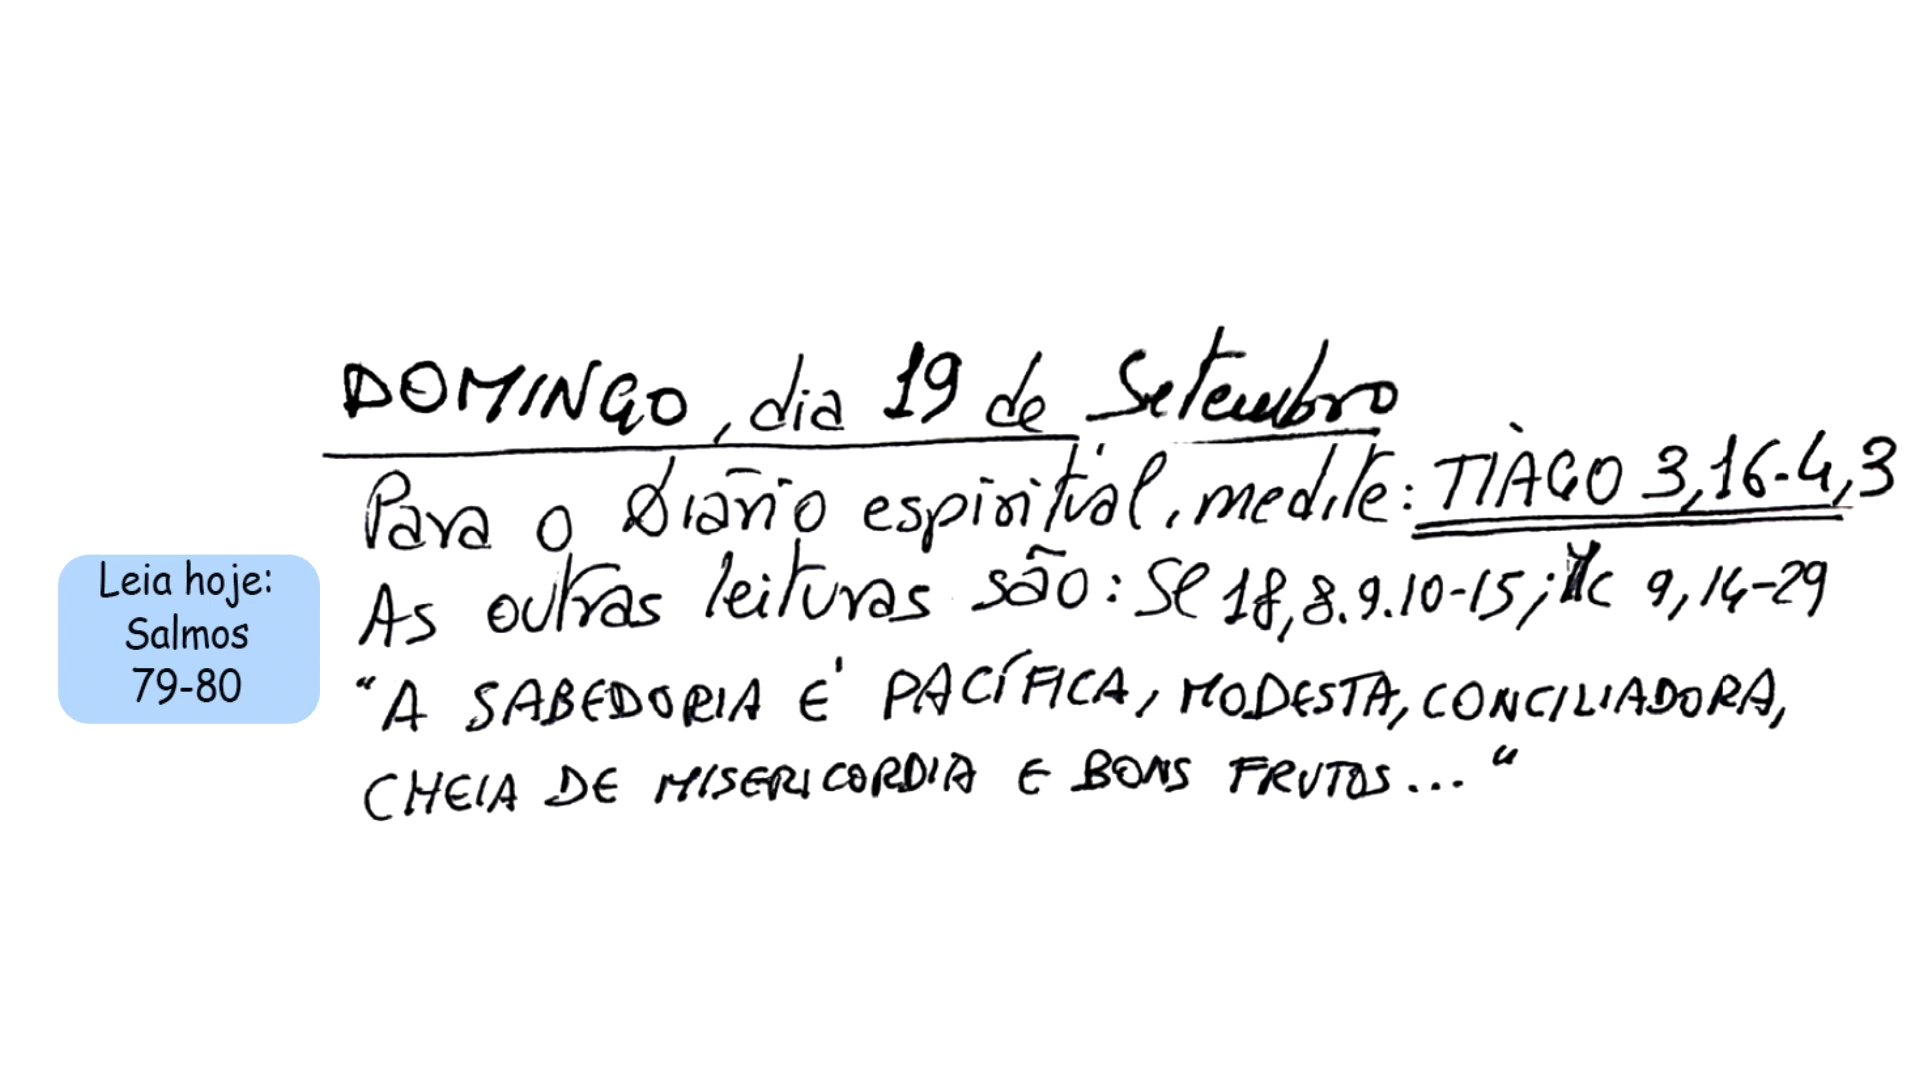 DOMINGO, dia 19 de Setembro
Para o Diário espiritual, medite: TIAGO 3,16-4,3
As outras leituras são: Sl 18,8.9.10-15; Mc 9,14-29
"A SABEDORIA É PACÍFICA, MODESTA, CONCILIADORA,
CHEIA DE MISERICORDIA E BONS FRUTOS..."
Leia hoje:
Salmos
79-80